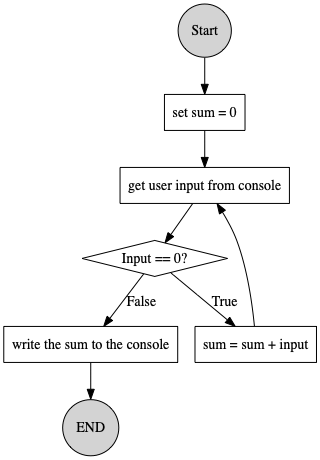 Start
set sum = 0
get user input from console
Input == 0?
False
True
write the sum to the console
sum = sum + input
END